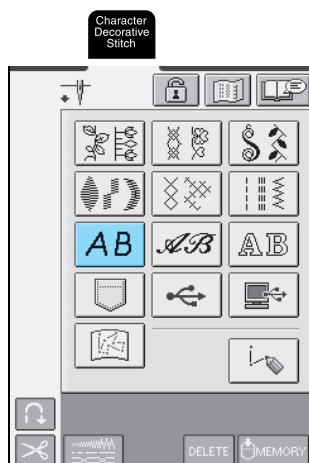 Character
Decorative
Stitch
AB AB AB
DELETE MEMORY